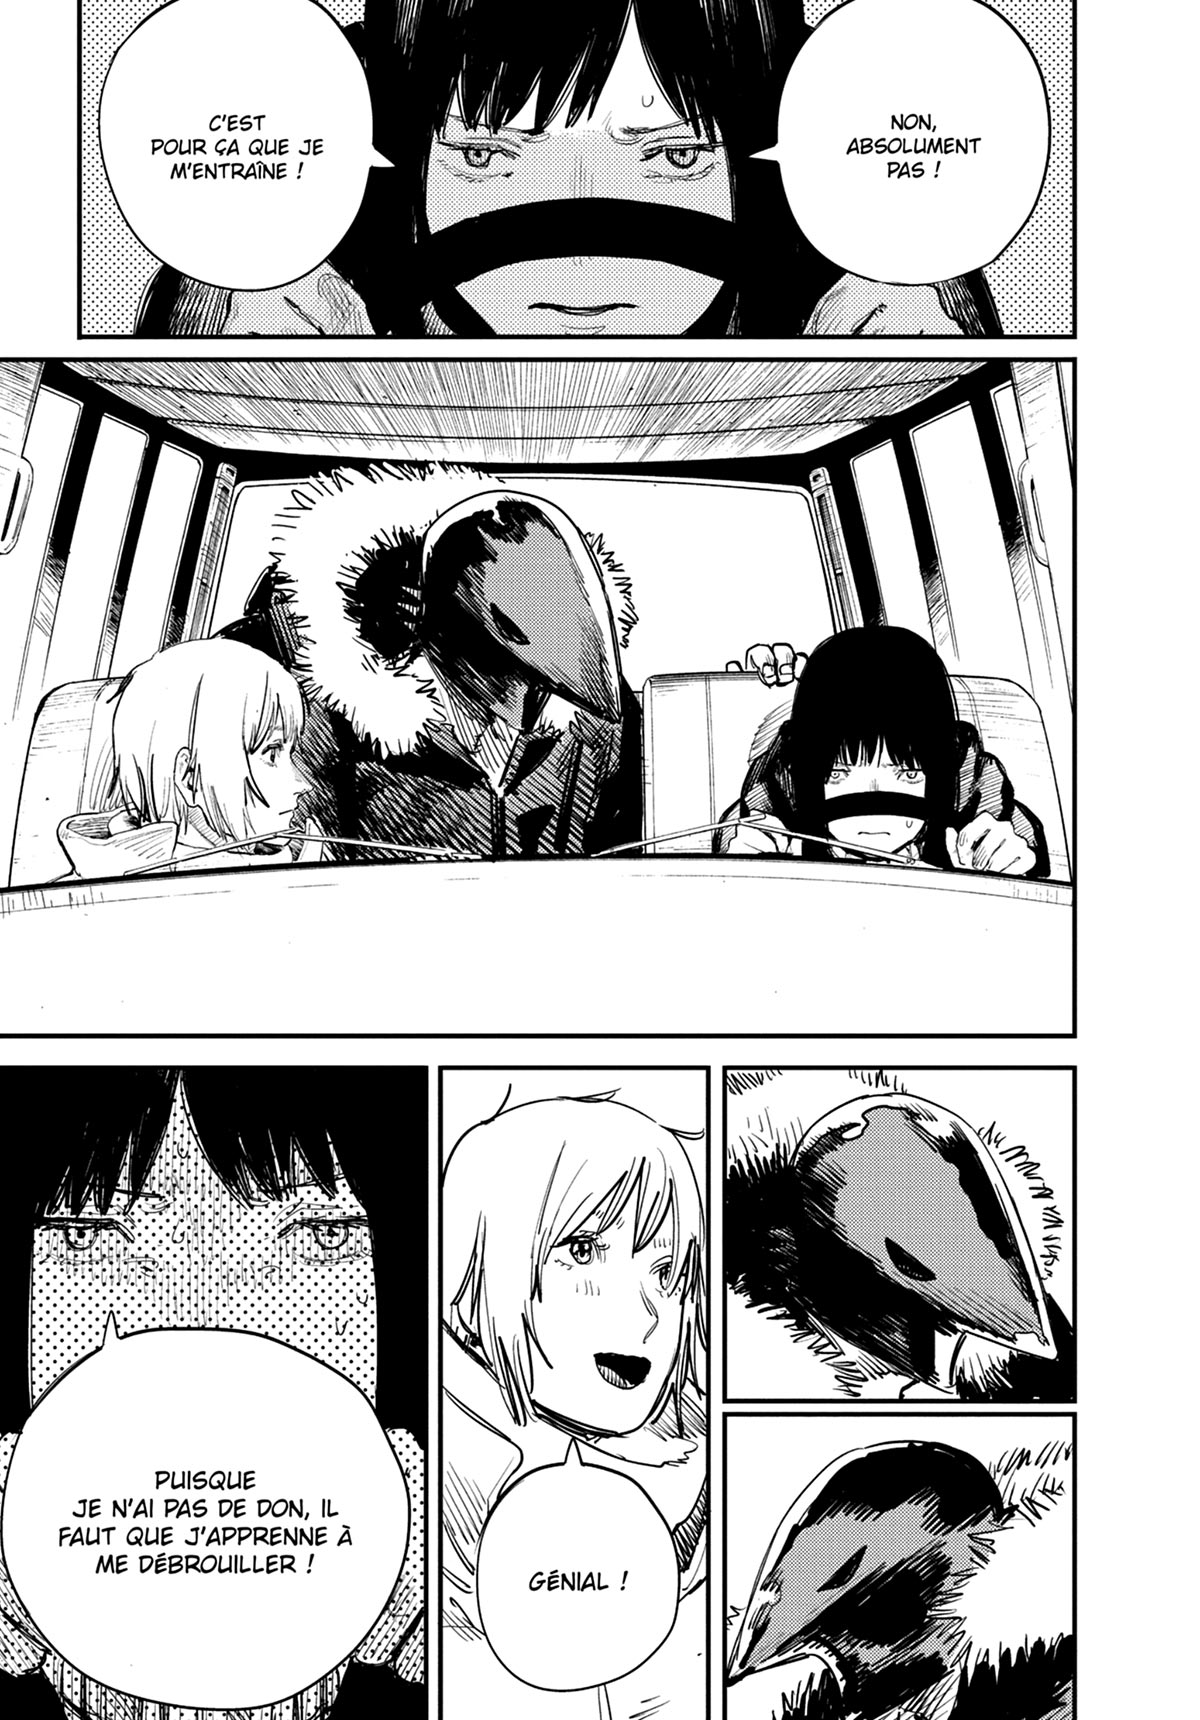 NON,
ABSOLUMENT
PAS !
C'EST
POUR ÇA QUE JE
M'ENTRAÎNE !
GÉNIAL !
PUISQUE
JE N'AI PAS DE DON, IL
FAUT QUE J'APPRENNE À
ME DÉBROUILLER !